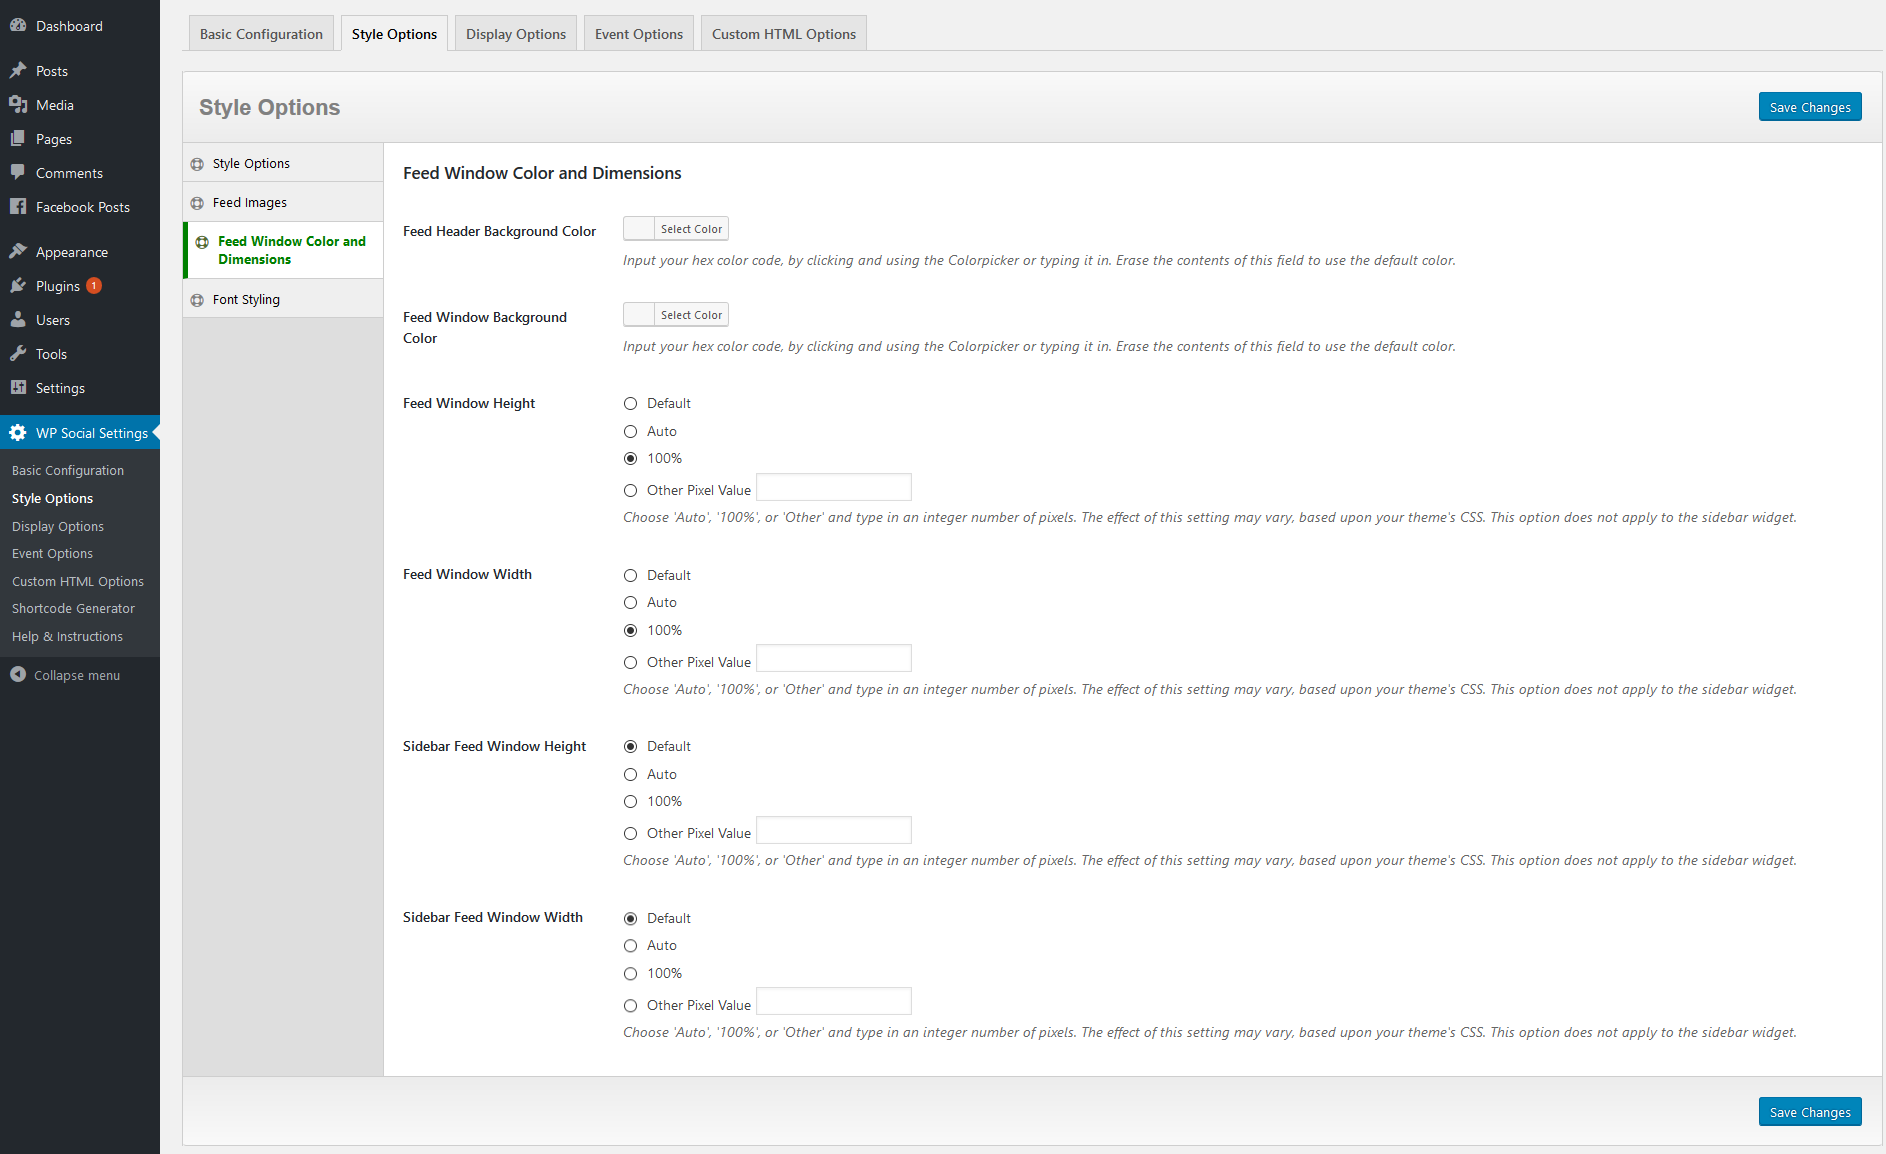 Dashboard
Posts
Media
Pages
Comments
Facebook Posts
Appearance
Plugins 1
Users
Tools
Settings
WP Social Settings
Basic Configuration
Style Options
Display Options
Event Options
Custom HTML Options
Shortcode Generator
Help & Instructions
Collapse menu
Basic Configuration
Style Options
Display Options
Event Options
Custom HTML Options
Style Options
Save Changes
Style Options
Feed Images
Feed Window Color and
Dimensions
Font Styling
Feed Window Color and Dimensions
Feed Header Background Color
Select Color
Input your hex color code, by clicking and using the Colorpicker or typing it in. Erase the contents of this field to use the default color.
Feed Window Background
Color
Select Color
Input your hex color code, by clicking and using the Colorpicker or typing it in. Erase the contents of this field to use the default color.
Feed Window Height
Default
Auto
100%
Other Pixel Value
Choose 'Auto', '100%', or 'Other' and type in an integer number of pixels. The effect of this setting may vary, based upon your theme's CSS. This option does not apply to the sidebar widget.
Feed Window Width
Default
Auto
100%
Other Pixel Value
Choose 'Auto', '100%', or 'Other' and type in an integer number of pixels. The effect of this setting may vary, based upon your theme's CSS. This option does not apply to the sidebar widget.
Sidebar Feed Window Height
Default
Auto
100%
Other Pixel Value
Choose 'Auto', '100%', or 'Other' and type in an integer number of pixels. The effect of this setting may vary, based upon your theme's CSS. This option does not apply to the sidebar widget.
Sidebar Feed Window Width
Default
Auto
100%
Other Pixel Value
Choose 'Auto', '100%', or 'Other' and type in an integer number of pixels. The effect of this setting may vary, based upon your theme's CSS. This option does not apply to the sidebar widget.
Save Changes